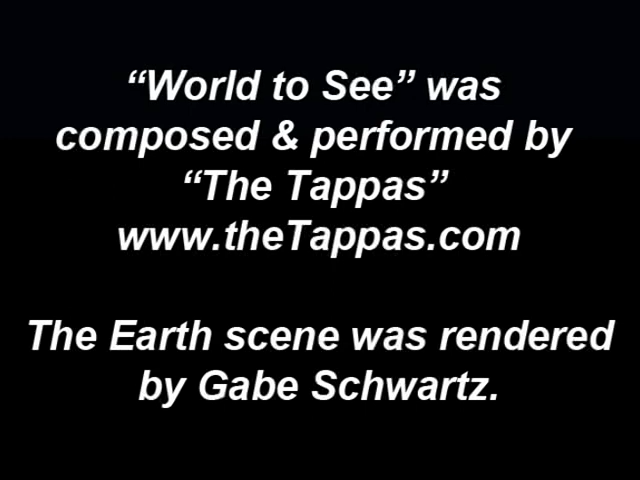 “World to See” was
composed & performed by
“The Tappas”
www.theTappas.com
The Earth scene was rendered
by Gabe Schwartz.